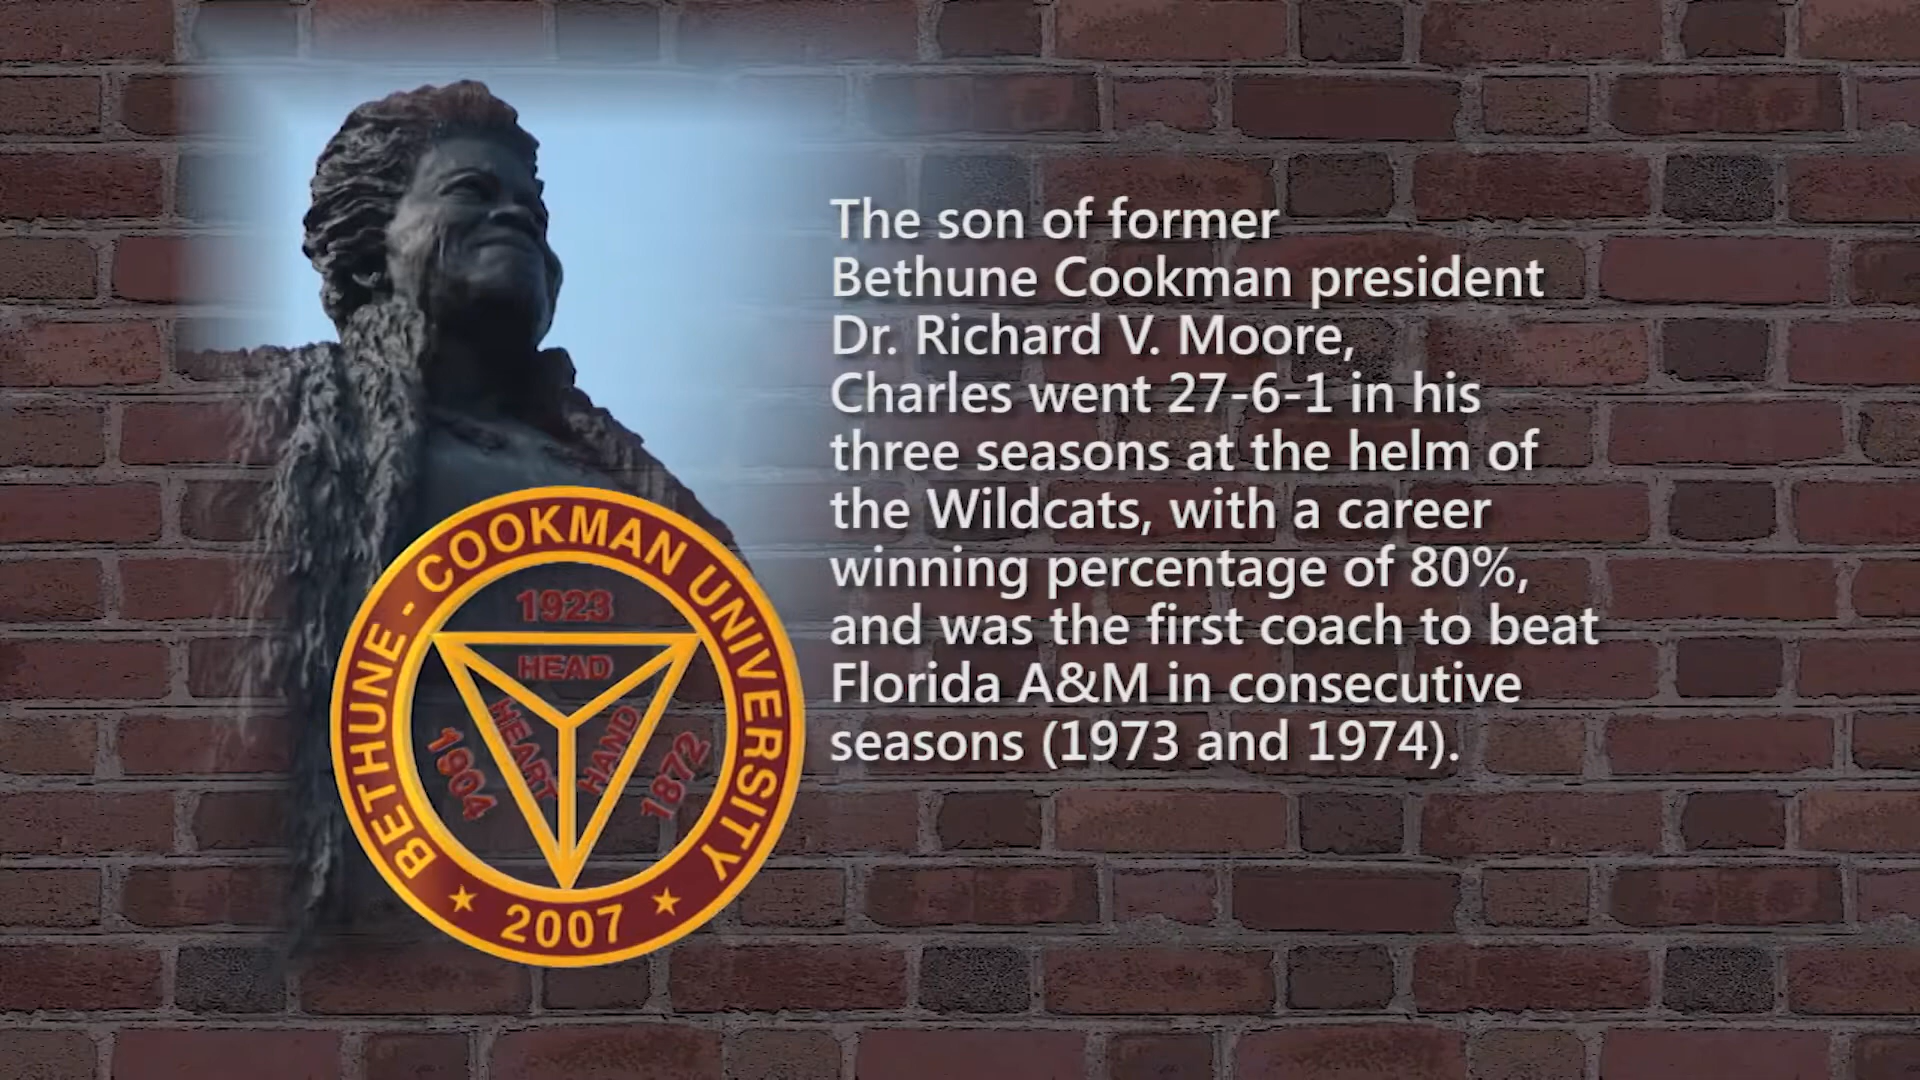 The son of former
Bethune Cookman president
Dr. Richard V. Moore,
Charles went 27-6-1 in his
three seasons at the helm of
the Wildcats, with a career
winning percentage of 80%,
and was the first coach to beat
Florida A&M in consecutive
seasons (1973 and 1974).
BETHUNE - COOKMAN UNIVERSITY
1923
HEAD
HEART
HAND
1904
1872
2007